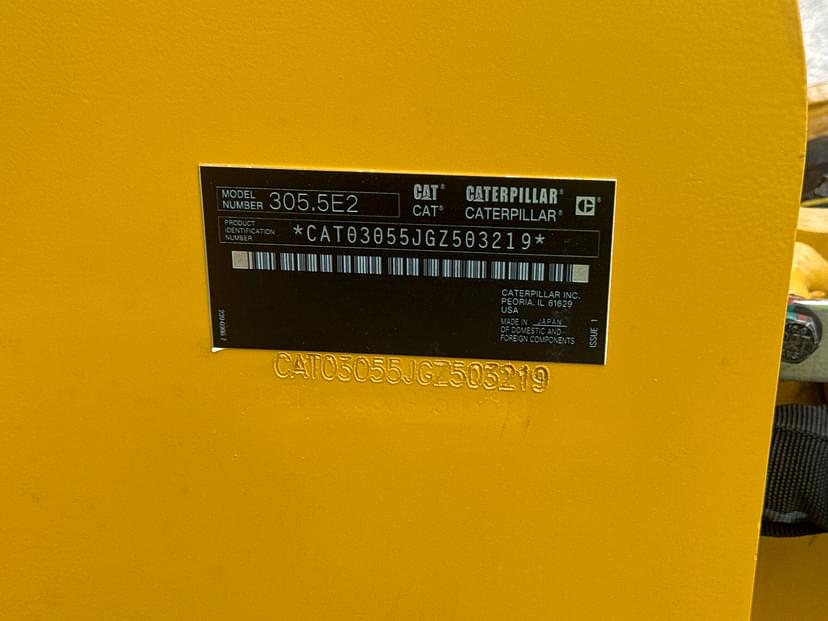 MODEL NUMBER 305.5E2
CAT® CATERPILLAR®
CAT® CATERPILLAR® C®
PRODUCT IDENTIFICATION NUMBER
*CAT03055JGZ503219*
CATERPILLAR INC.
PEORIA, IL 61629
USA
MADE IN JAPAN
OF DOMESTIC AND
FOREIGN COMPONENTS
ISSUE 1
CAT03055JGZ503219